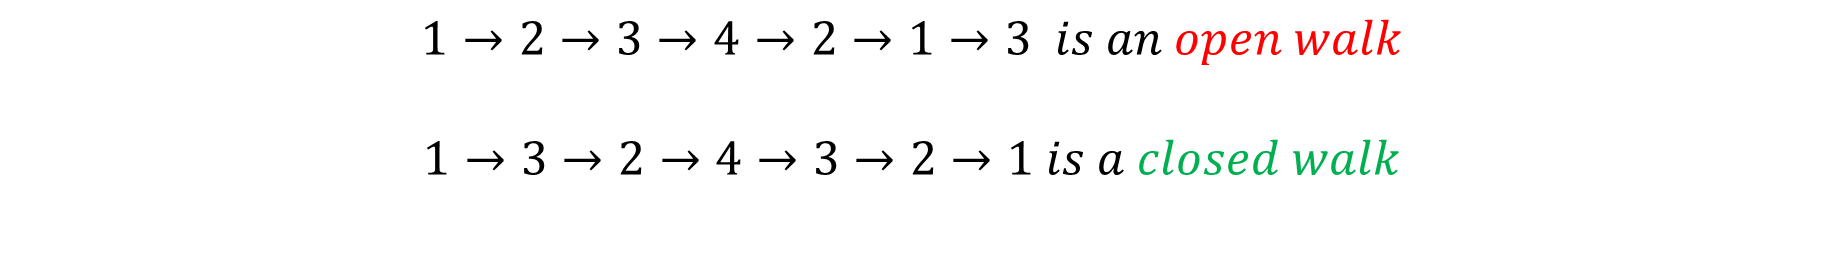 1 → 2 → 3 → 4 → 2 → 1 → 3 is an open walk
1 → 3 → 2 → 4 → 3 → 2 → 1 is a closed walk